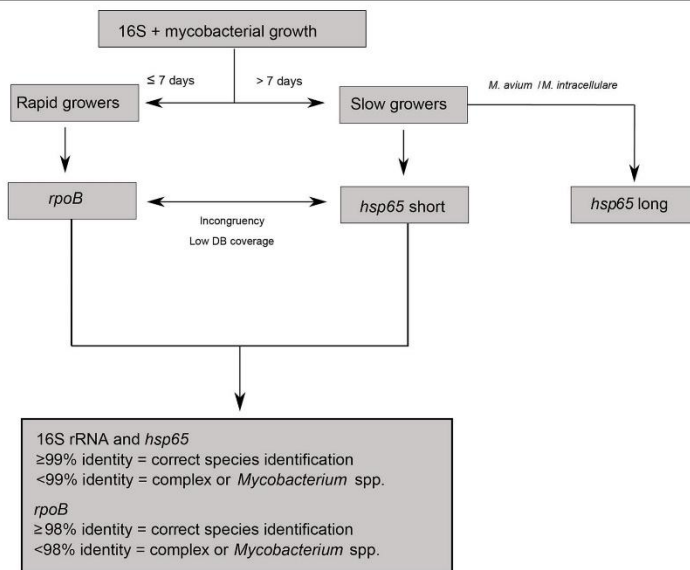 16S + mycobacterial growth
≤ 7 days
> 7 days
M. avium / M. intracellulare
Rapid growers
Slow growers
rpoB
hsp65 short
hsp65 long
Incongruency
Low DB coverage
16S rRNA and hsp65
≥99% identity = correct species identification
<99% identity = complex or Mycobacterium spp.
rpoB
≥98% identity = correct species identification
<98% identity = complex or Mycobacterium spp.